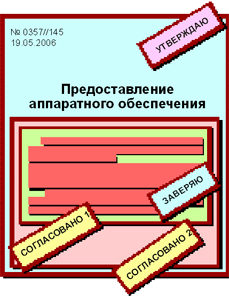 № 0357//145
19.05.2006
УТВЕРЖДАЮ
Предоставление
аппаратного обеспечения
ЗАВЕРЯЮ
СОГЛАСОВАНО 1
СОГЛАСОВАНО 2